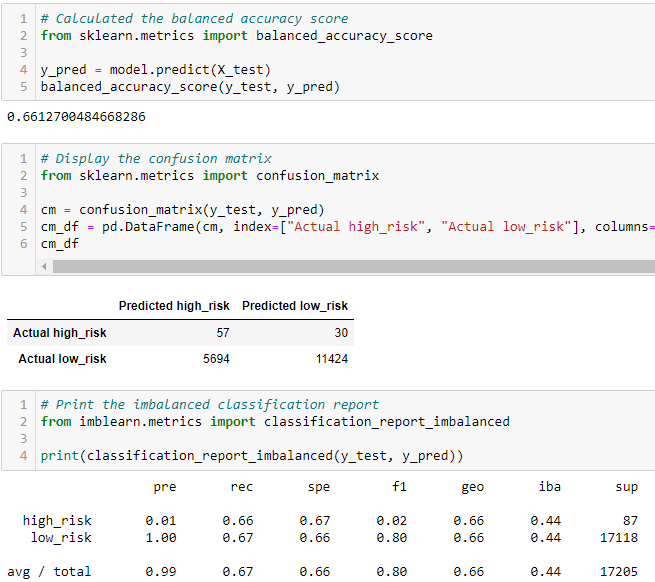 1 # Calculated the balanced accuracy score
2 from sklearn.metrics import balanced_accuracy_score
3
4 y_pred = model.predict(X_test)
5 balanced_accuracy_score(y_test, y_pred)
0.6612700484668286
1 # Display the confusion matrix
2 from sklearn.metrics import confusion_matrix
3
4 cm = confusion_matrix(y_test, y_pred)
5 cm_df = pd.DataFrame(cm, index=["Actual high_risk", "Actual low_risk"], columns=
6 cm_df
Predicted high_risk Predicted low_risk
Actual high_risk 57 30
Actual low_risk 5694 11424
1 # Print the imbalanced classification report
2 from imblearn.metrics import classification_report_imbalanced
3
4 print(classification_report_imbalanced(y_test, y_pred))
pre rec spe f1 geo iba sup
high_risk 0.01 0.66 0.67 0.02 0.66 0.44 87
low_risk 1.00 0.67 0.66 0.80 0.66 0.44 17118
avg / total 0.99 0.67 0.66 0.80 0.66 0.44 17205